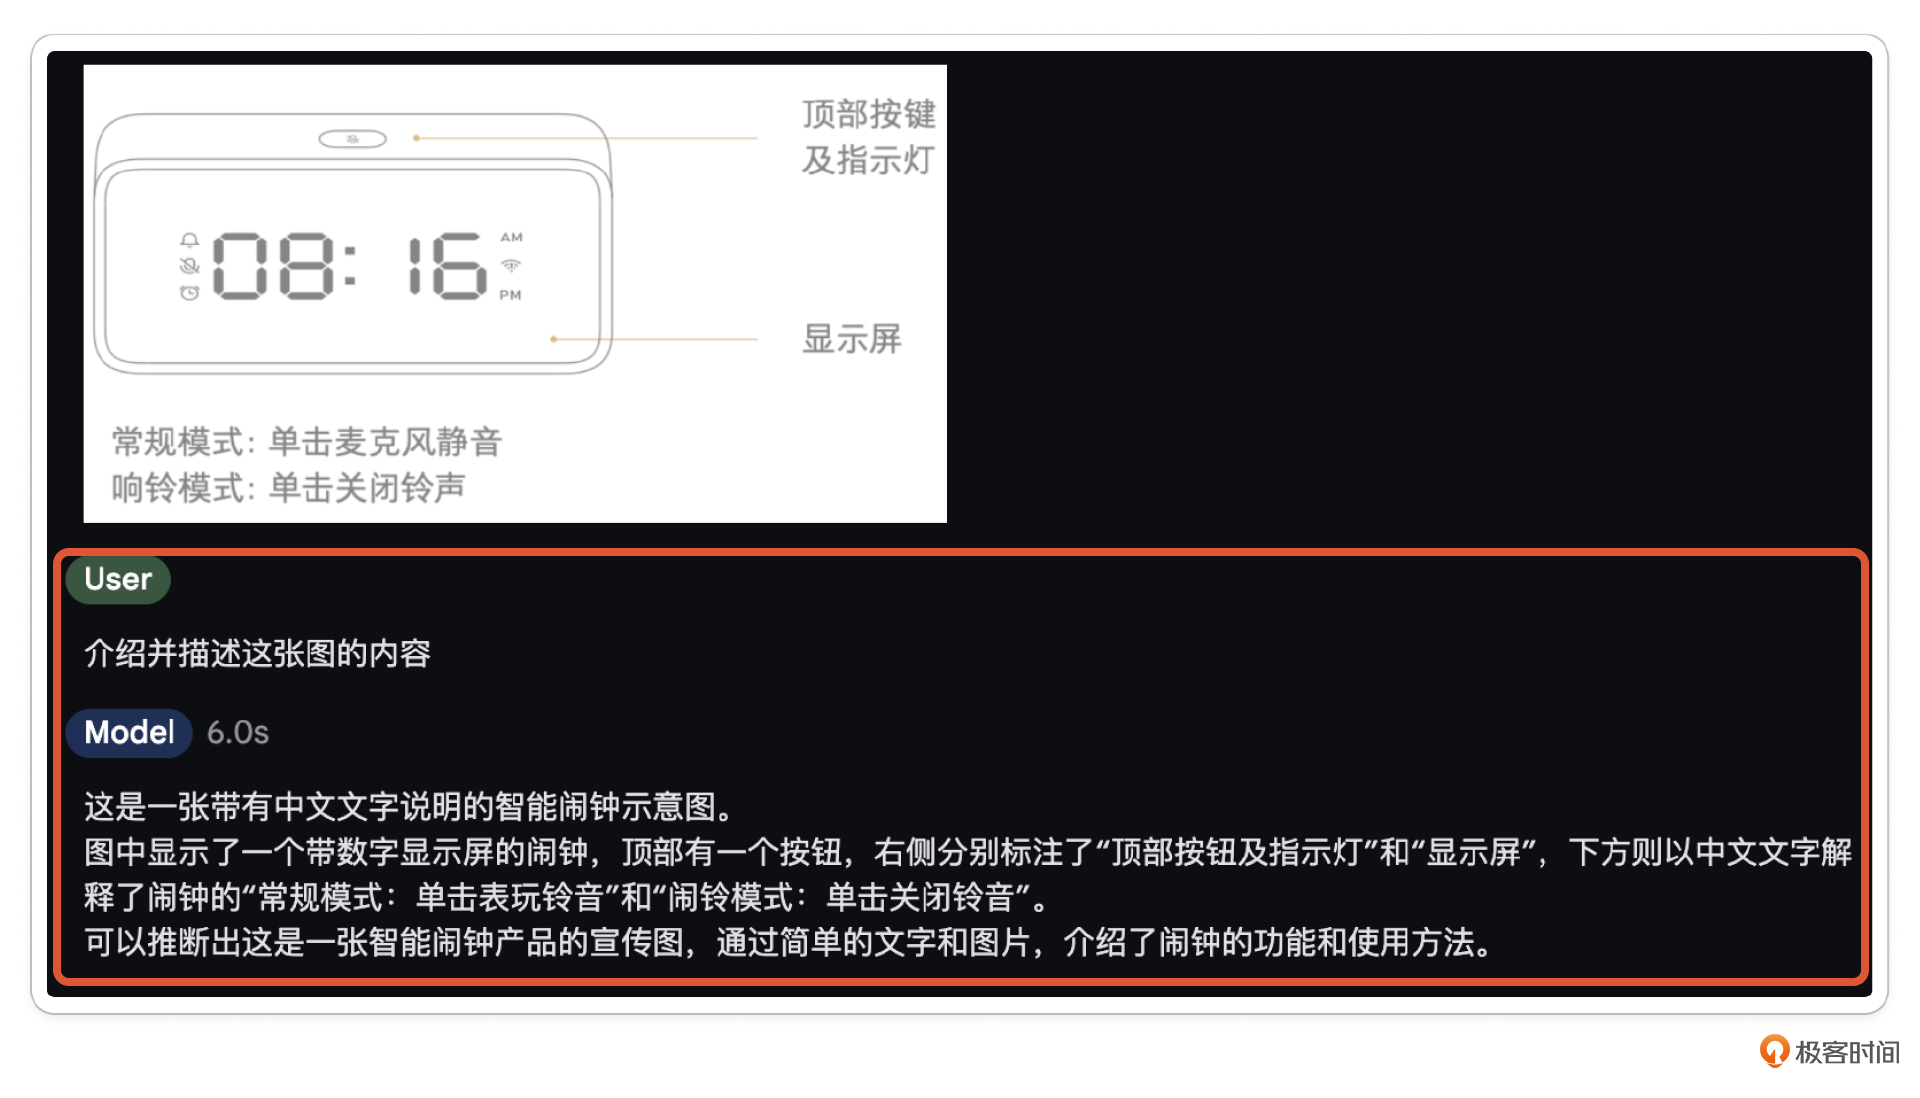 顶部按键
及指示灯
08:16
AM
PM
显示屏
常规模式：单击麦克风静音
响铃模式：单击关闭铃声
User
介绍并描述这张图的内容
Model 6.0s
这是一张带有中文文字说明的智能闹钟示意图。
图中显示了一个带数字显示屏的闹钟，顶部有一个按钮，右侧分别标注了“顶部按钮及指示灯”和“显示屏”，下方则以中文文字解
释了闹钟的“常规模式：单击表玩铃音”和“闹铃模式：单击关闭铃音”。
可以推断出这是一张智能闹钟产品的宣传图，通过简单的文字和图片，介绍了闹钟的功能和使用方法。
极客时间